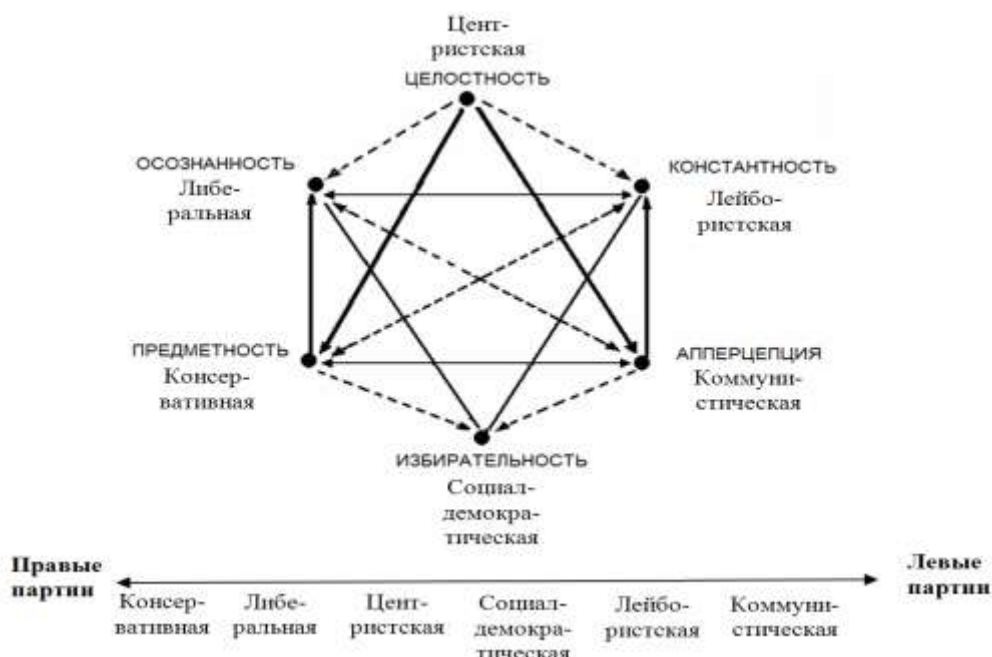 Цент-
ристская
ЦЕЛОСТНОСТЬ
ОСОЗНАННОСТЬ
Либе-
ральная
КОНСТАНТНОСТЬ
Лейбо-
ристская
ПРЕДМЕТНОСТЬ
Консер-
вативная
АППЕРЦЕПЦИЯ
Коммуни-
стическая
ИЗБИРАТЕЛЬНОСТЬ
Социал-
демокра-
тическая
Правые
партии
Левые
партии
Консер-
вативная
Либе-
ральная
Цент-
ристская
Социал-
демокра-
тическая
Лейбо-
ристская
Коммуни-
стическая